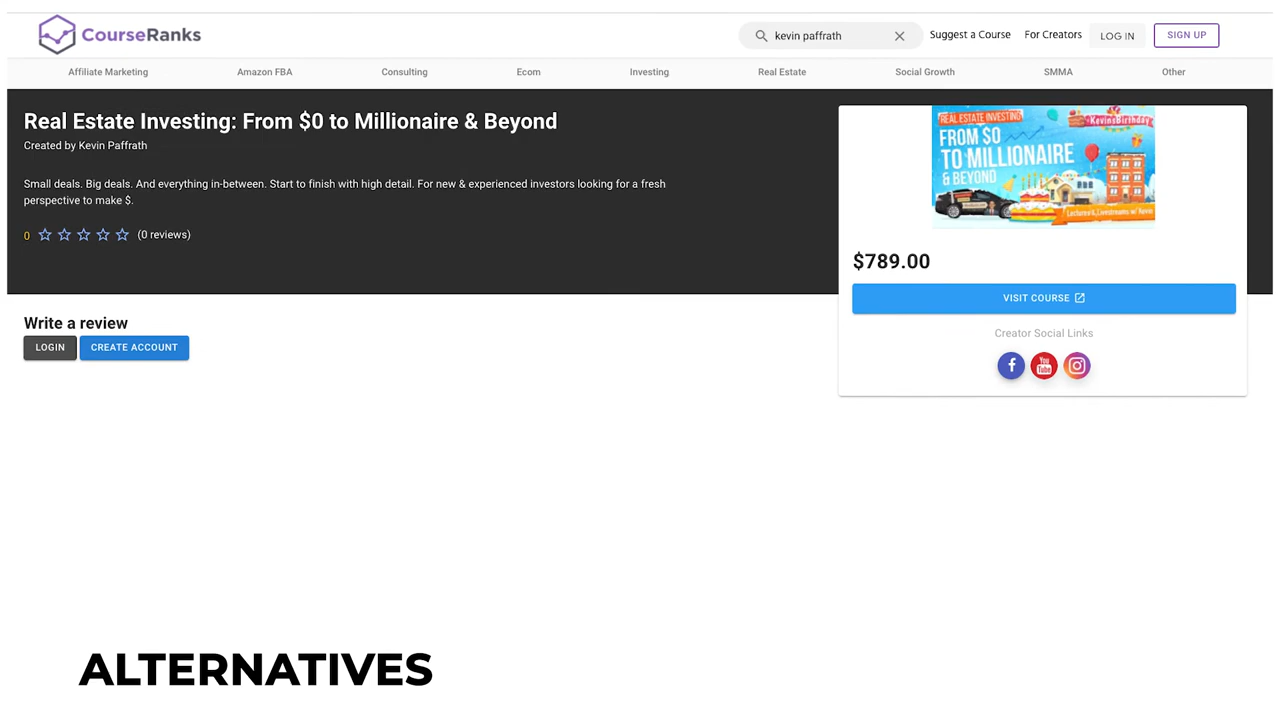 CourseRanks
kevin paffrath
Suggest a Course
For Creators
LOG IN
SIGN UP
Affiliate Marketing
Amazon FBA
Consulting
Ecom
Investing
Real Estate
Social Growth
SMMA
Other
Real Estate Investing: From $0 to Millionaire & Beyond
Created by Kevin Paffrath
Small deals. Big deals. And everything in-between. Start to finish with high detail. For new & experienced investors looking for a fresh
perspective to make $.
0
(0 reviews)
REAL ESTATE INVESTING
#KevinsBirthday
FROM $0
TO MILLIONAIRE
& BEYOND
$789.00
VISIT COURSE
Creator Social Links
f
You
Tube
Write a review
LOGIN
CREATE ACCOUNT
ALTERNATIVES